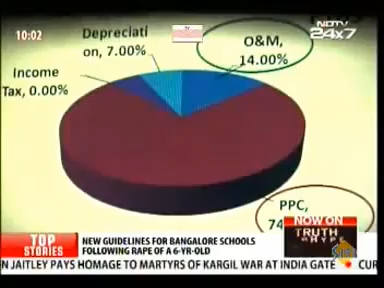 10:02
NDTV
24x7
Depreciati
on, 7.00%
O&M,
14.00%
Income
Tax, 0.00%
PPC,
74
NOW ON
TRUTH
HYPE
TOP
STORIES
NEW GUIDELINES FOR BANGALORE SCHOOLS
FOLLOWING RAPE OF A 6-YR-OLD
ON JAITLEY PAYS HOMAGE TO MARTYRS OF KARGIL WAR AT INDIA GATE
CUR